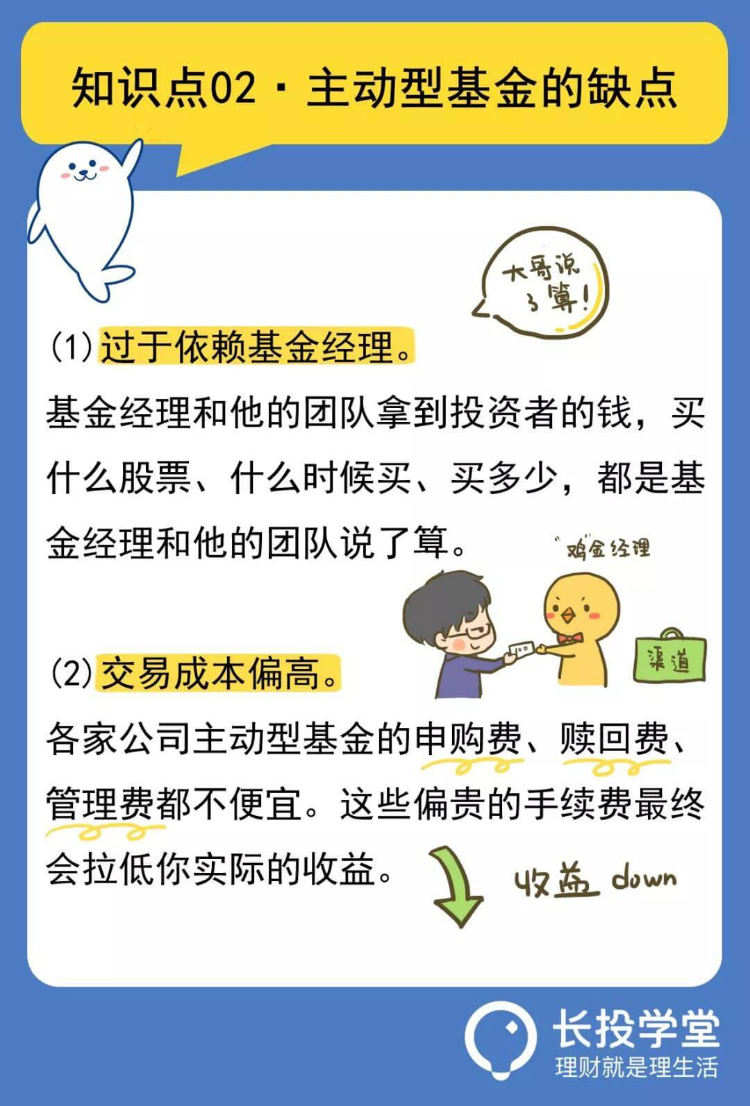 知识点02·主动型基金的缺点
大哥说
了算！
(1)过于依赖基金经理。
基金经理和他的团队拿到投资者的钱，买
什么股票、什么时候买、买多少，都是基
金经理和他的团队说了算。
“鸡”金经理
渠道
(2)交易成本偏高。
各家公司主动型基金的申购费、赎回费、
管理费都不便宜。这些偏贵的手续费最终
会拉低你实际的收益。
收益 down
长投学堂
理财就是理生活